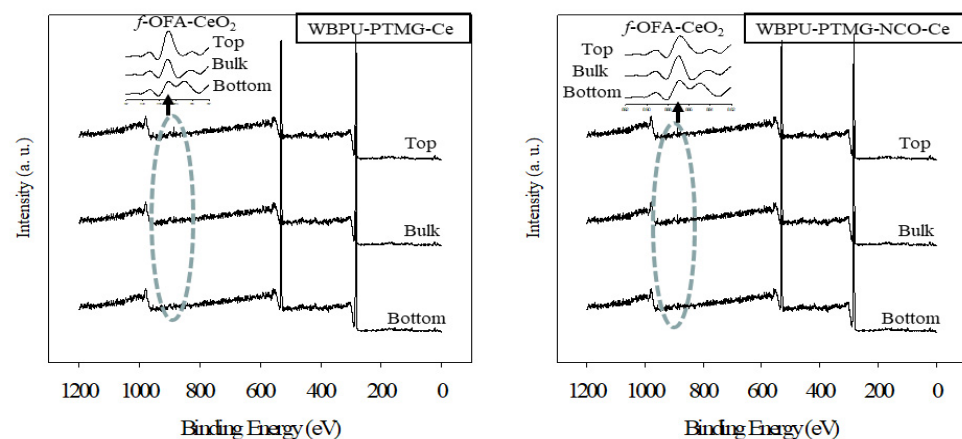 f-OFA-CeO2
WBPU-PTMG-Ce
Top
Bulk
Bottom
Top
Bulk
Bottom
Intensity (a. u.)
1200 1000 800 600 400 200 0
Binding Energy (eV)
f-OFA-CeO2
WBPU-PTMG-NCO-Ce
Top
Bulk
Bottom
Top
Bulk
Bottom
Intensity (a. u.)
1200 1000 800 600 400 200 0
Binding Energy (eV)